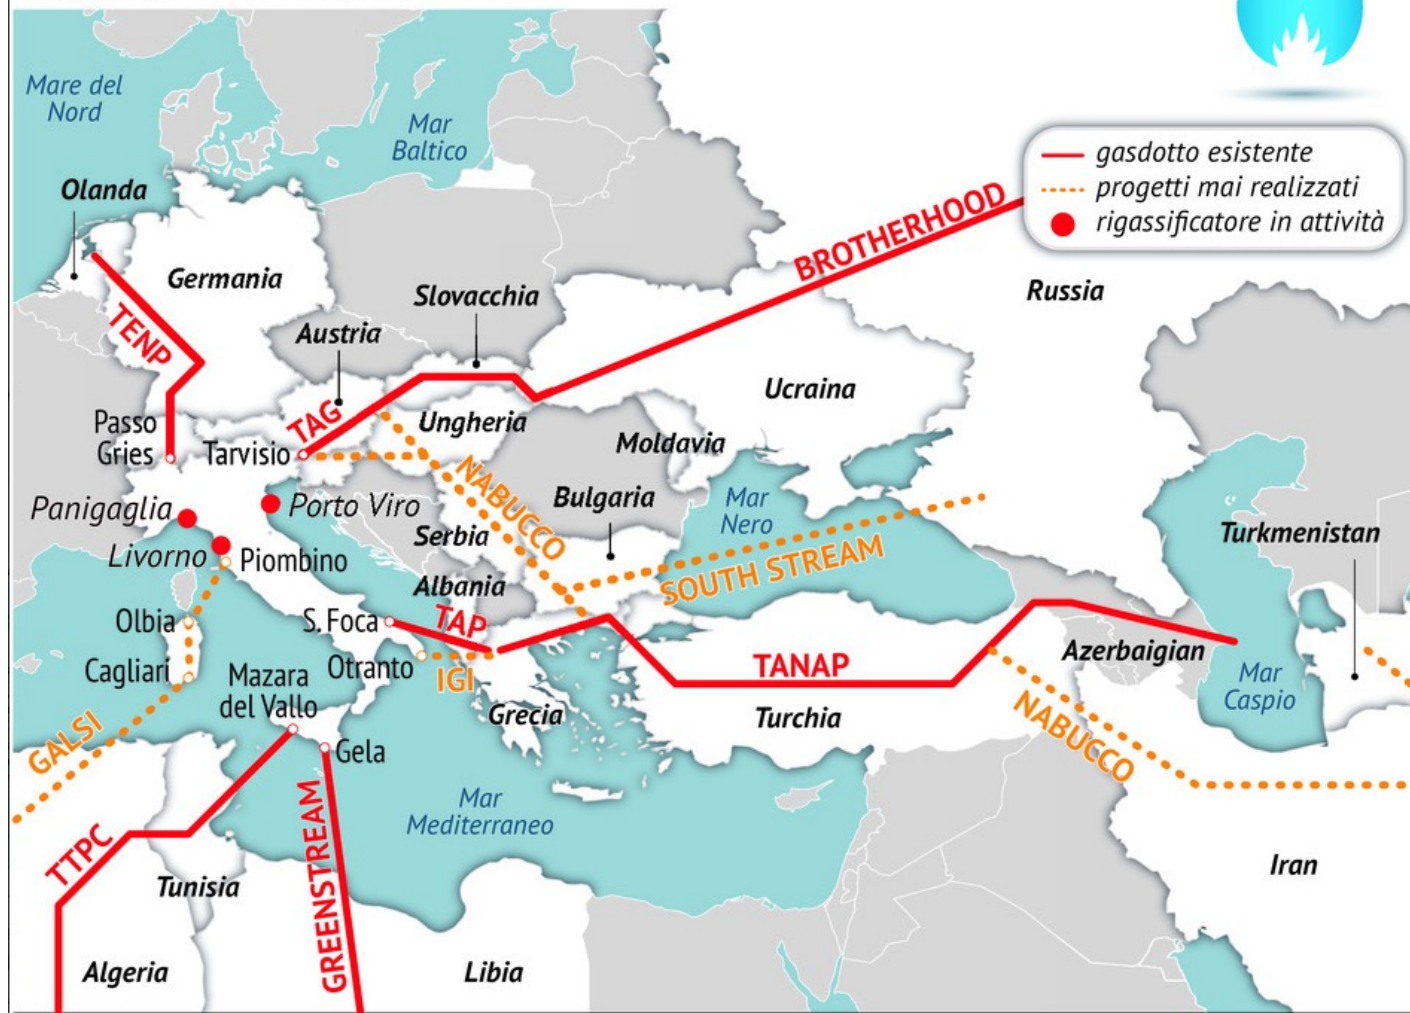 Mare del
Nord
Mar
Baltico
gasdotto esistente
progetti mai realizzati
rigassificatore in attività
Olanda
BROTHERHOOD
Germania
Slovacchia
Russia
TENP
Austria
Ucraina
Passo
Gries
TAG
Tarvisio
Ungheria
Moldavia
NABUCCO
Bulgaria
Mar
Nero
Panigaglia
Porto Viro
Serbia
Turkmenistan
Livorno
Piombino
Albania
SOUTH STREAM
Olbia
S. Foca
TAP
Azerbaigian
Cagliari
Mazara
del Vallo
Otranto
IGI
TANAP
Mar
Caspio
Grecia
Turchia
NABUCCO
GALSI
Gela
Mar
Mediterraneo
TTPC
GREENSTREAM
Tunisia
Iran
Algeria
Libia